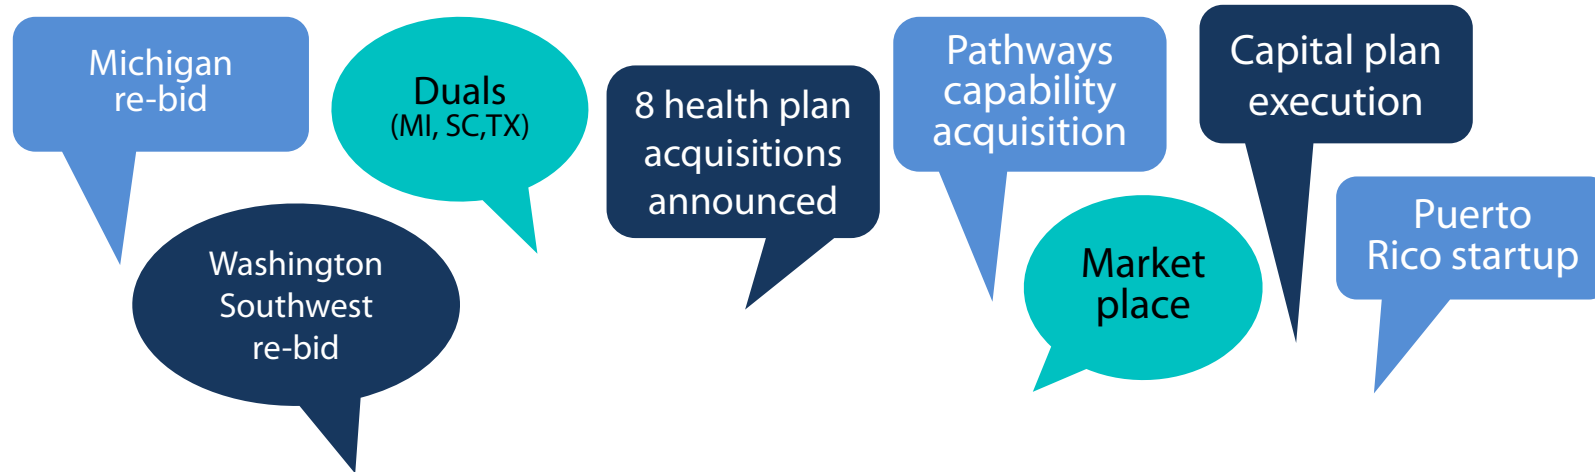 Michigan
re-bid
Duals
(MI, SC,TX)
Washington
Southwest
re-bid
8 health plan
acquisitions
announced
Pathways
capability
acquisition
Market
place
Capital plan
execution
Puerto
Rico startup